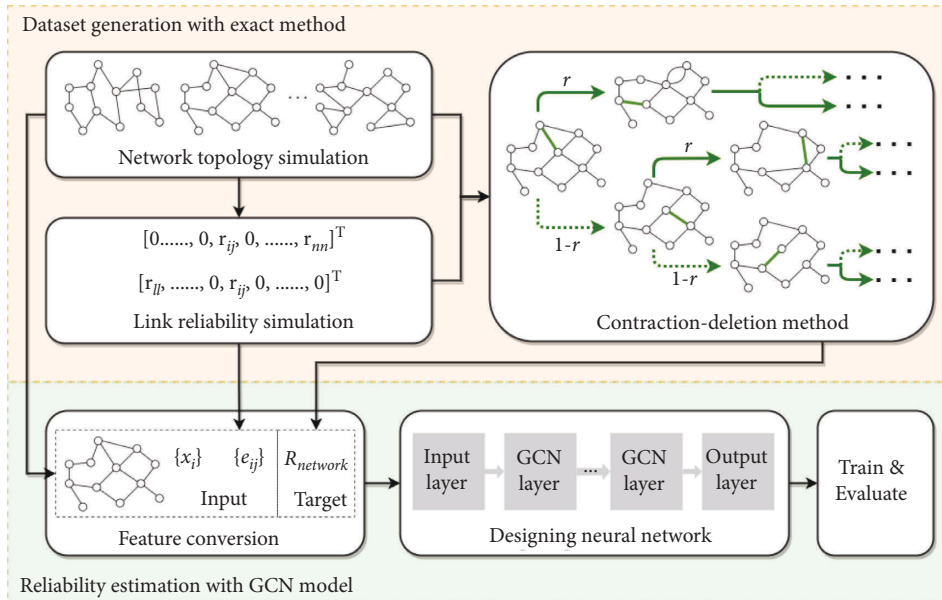 Dataset generation with exact method
...
Network topology simulation
[0......, 0, r_ij, 0, ......, r_nn]^T
[r_ll, ......, 0, r_ij, 0, ......, 0]^T
Link reliability simulation
r
r
1-r
1-r
. . .
. . .
. . .
. . .
. . .
. . .
Contraction-deletion method
{x_i} {e_ij}
Input
R_network
Target
Feature conversion
Input
layer
GCN
layer
...
GCN
layer
Output
layer
Designing neural network
Train &
Evaluate
Reliability estimation with GCN model